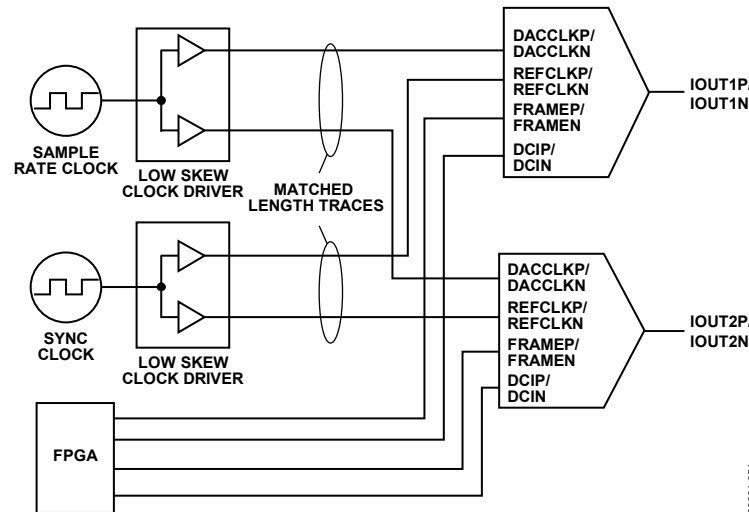 SAMPLE
RATE CLOCK
LOW SKEW
CLOCK DRIVER
MATCHED
LENGTH TRACES
DACCLKP/
DACCLKN
REFCLKP/
REFCLKN
FRAMEP/
FRAMEN
DCIP/
DCIN
IOUT1P/
IOUT1N
SYNC
CLOCK
LOW SKEW
CLOCK DRIVER
DACCLKP/
DACCLKN
REFCLKP/
REFCLKN
FRAMEP/
FRAMEN
DCIP/
DCIN
IOUT2P/
IOUT2N
FPGA